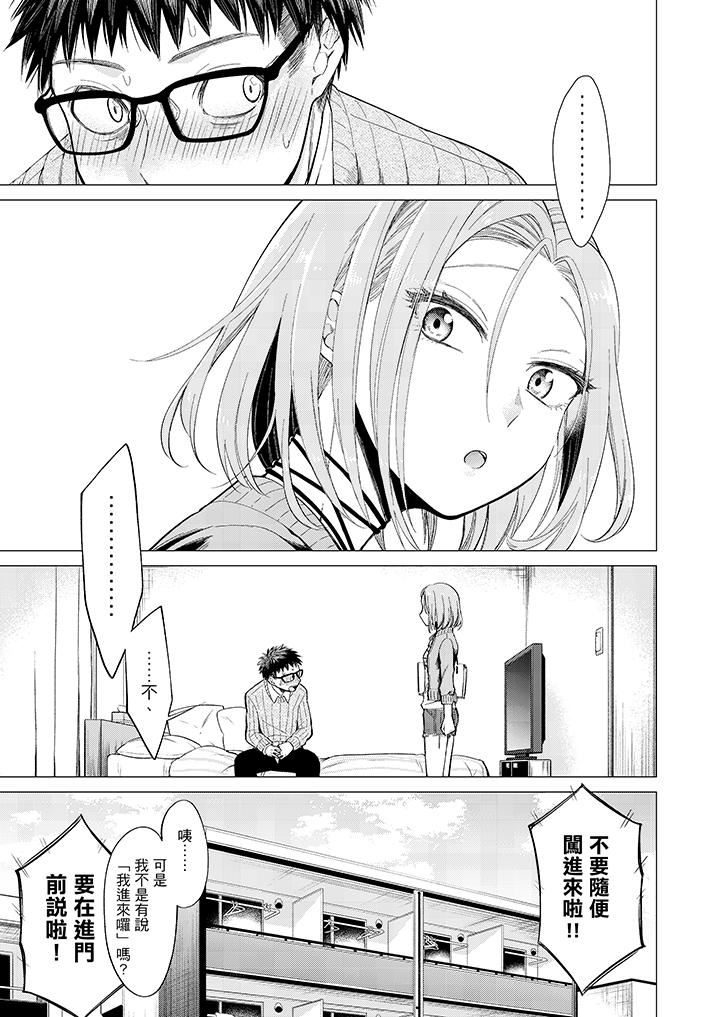 ………
…………
……不、
不要隨便
闖進來啦!!
咦……
可是
我不是有說
「我進來囉」嗎？
要在進門
前説啦！